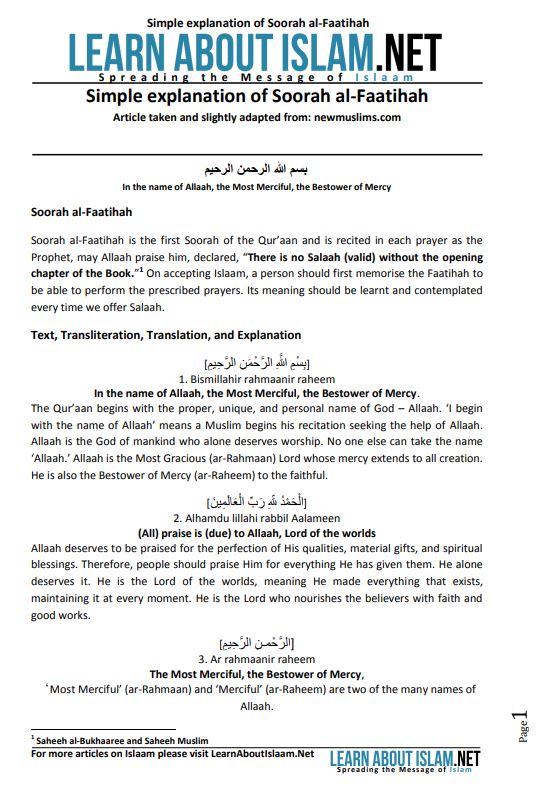 Simple explanation of Soorah al-Faatihah
LEARN ABOUT ISLAM.NET
Spreading the Message of Islaam
Simple explanation of Soorah al-Faatihah
Article taken and slightly adapted from: newmuslims.com
بسم الله الرحمن الرحيم
In the name of Allaah, the Most Merciful, the Bestower of Mercy
Soorah al-Faatihah
Soorah al-Faatihah is the first Soorah of the Qur’aan and is recited in each prayer as the
Prophet, may Allaah praise him, declared, “There is no Salaah (valid) without the opening
chapter of the Book.”1 On accepting Islaam, a person should first memorise the Faatihah to
be able to perform the prescribed prayers. Its meaning should be learnt and contemplated
every time we offer Salaah.
Text, Transliteration, Translation, and Explanation
[بِسْمِ اللَّهِ الرَّحْمَنِ الرَّحِيمِ]
1. Bismillahir rahmaanir raheem
In the name of Allaah, the Most Merciful, the Bestower of Mercy.
The Qur’aan begins with the proper, unique, and personal name of God – Allaah. ‘I begin
with the name of Allaah’ means a Muslim begins his recitation seeking the help of Allaah.
Allaah is the God of mankind who alone deserves worship. No one else can take the name
‘Allaah.’ Allaah is the Most Gracious (ar-Rahmaan) Lord whose mercy extends to all creation.
He is also the Bestower of Mercy (ar-Raheem) to the faithful.
[الْحَمْدُ للَّهِ رَبِّ الْعَالَمِينَ]
2. Alhamdu lillahi rabbil Aalameen
(All) praise is (due) to Allaah, Lord of the worlds
Allaah deserves to be praised for the perfection of His qualities, material gifts, and spiritual
blessings. Therefore, people should praise Him for everything He has given them. He alone
deserves it. He is the Lord of the worlds, meaning He made everything that exists,
maintaining it at every moment. He is the Lord who nourishes the believers with faith and
good works.
[الرَّحْمـنِ الرَّحِيمِ]
3. Ar rahmaanir raheem
The Most Merciful, the Bestower of Mercy,
‘Most Merciful’ (ar-Rahmaan) and ‘Merciful’ (ar-Raheem) are two of the many names of
Allaah.
Page1
1 Saheeh al-Bukhaaree and Saheeh Muslim
For more articles on Islaam please visit LearnAboutIslaam.Net
LEARN ABOUT ISLAM.NET
Spreading the Message of Islam